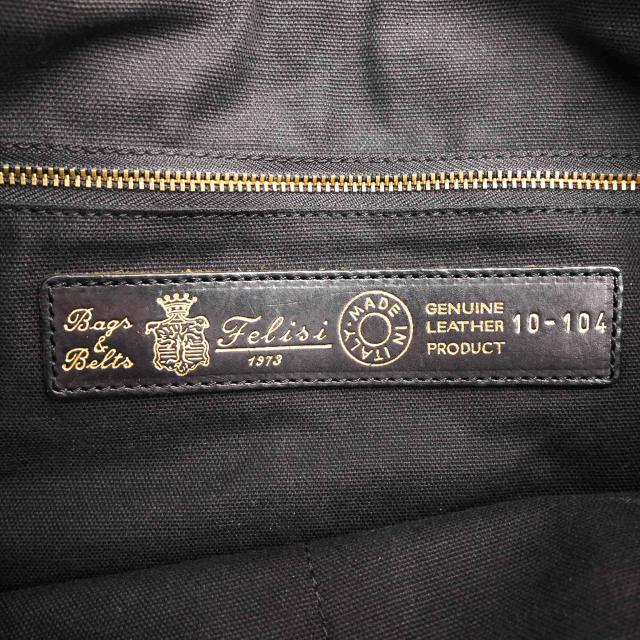 Bags
&
Belts
Felisi
1973
MADE IN ITALY
GENUINE
LEATHER
PRODUCT
10-104